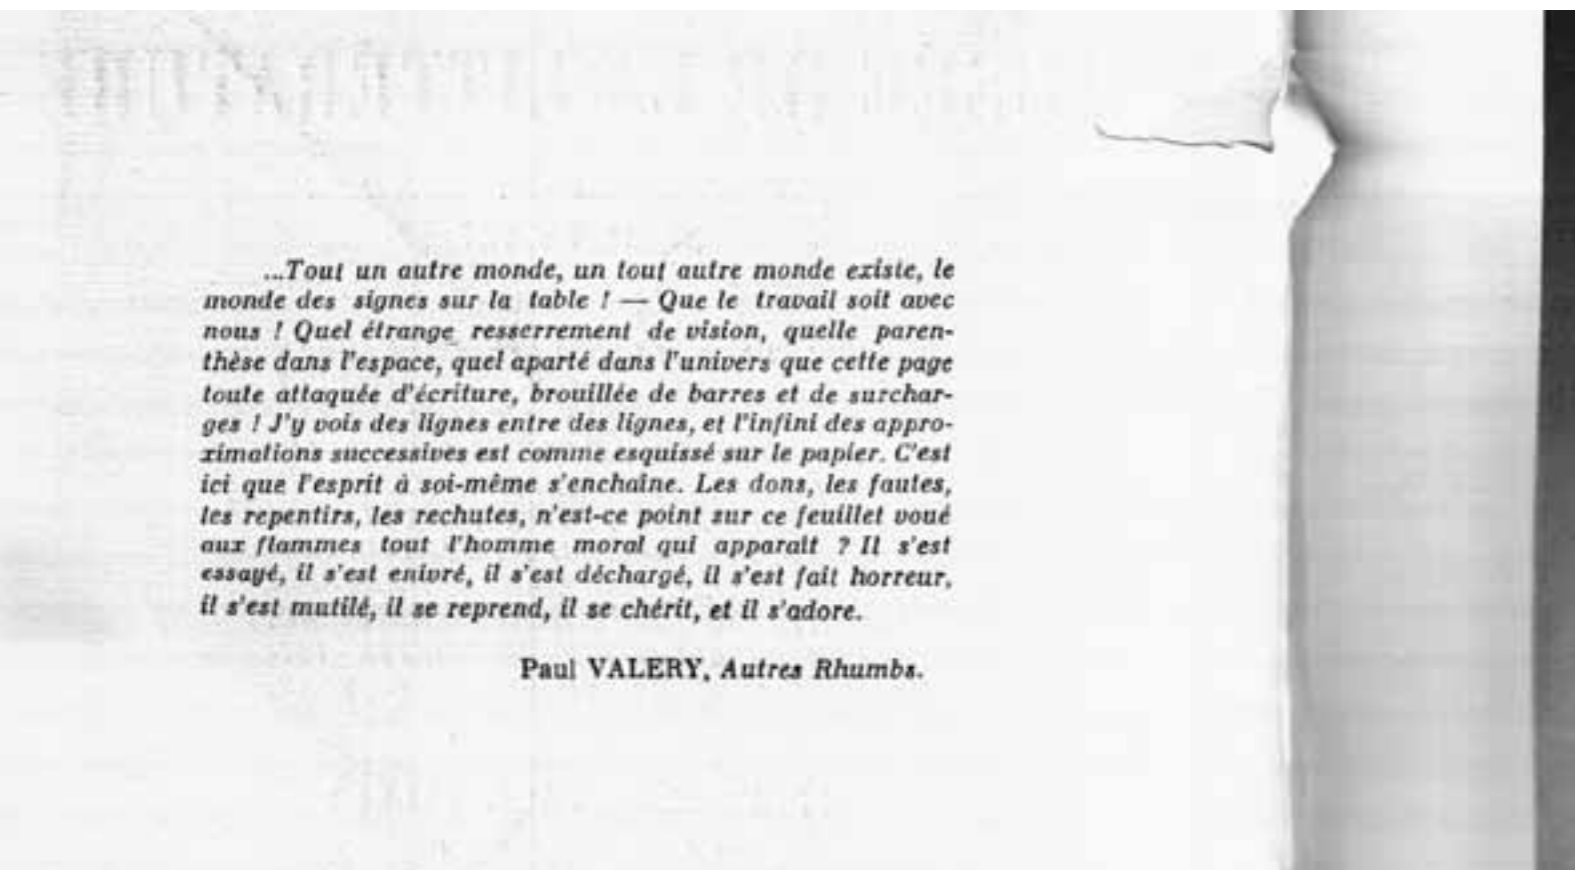 ...Tout un autre monde, un tout autre monde existe, le
monde des signes sur la table ! — Que le travail soit avec
nous ! Quel étrange resserrement de vision, quelle paren-
thèse dans l'espace, quel aparté dans l'univers que cette page
toute attaquée d'écriture, brouillée de barres et de surchar-
ges ! J'y vois des lignes entre des lignes, et l'infini des appro-
ximations successives est comme esquissé sur le papier. C'est
ici que l'esprit à soi-même s'enchaîne. Les dons, les fautes,
les repentirs, les rechutes, n'est-ce point sur ce feuillet voué
aux flammes tout l'homme moral qui apparaît ? Il s'est
essayé, il s'est enivré, il s'est déchargé, il s'est fait horreur,
il s'est mutilé, il se reprend, il se chérit, et il s'adore.
Paul VALERY, Autres Rhumbs.